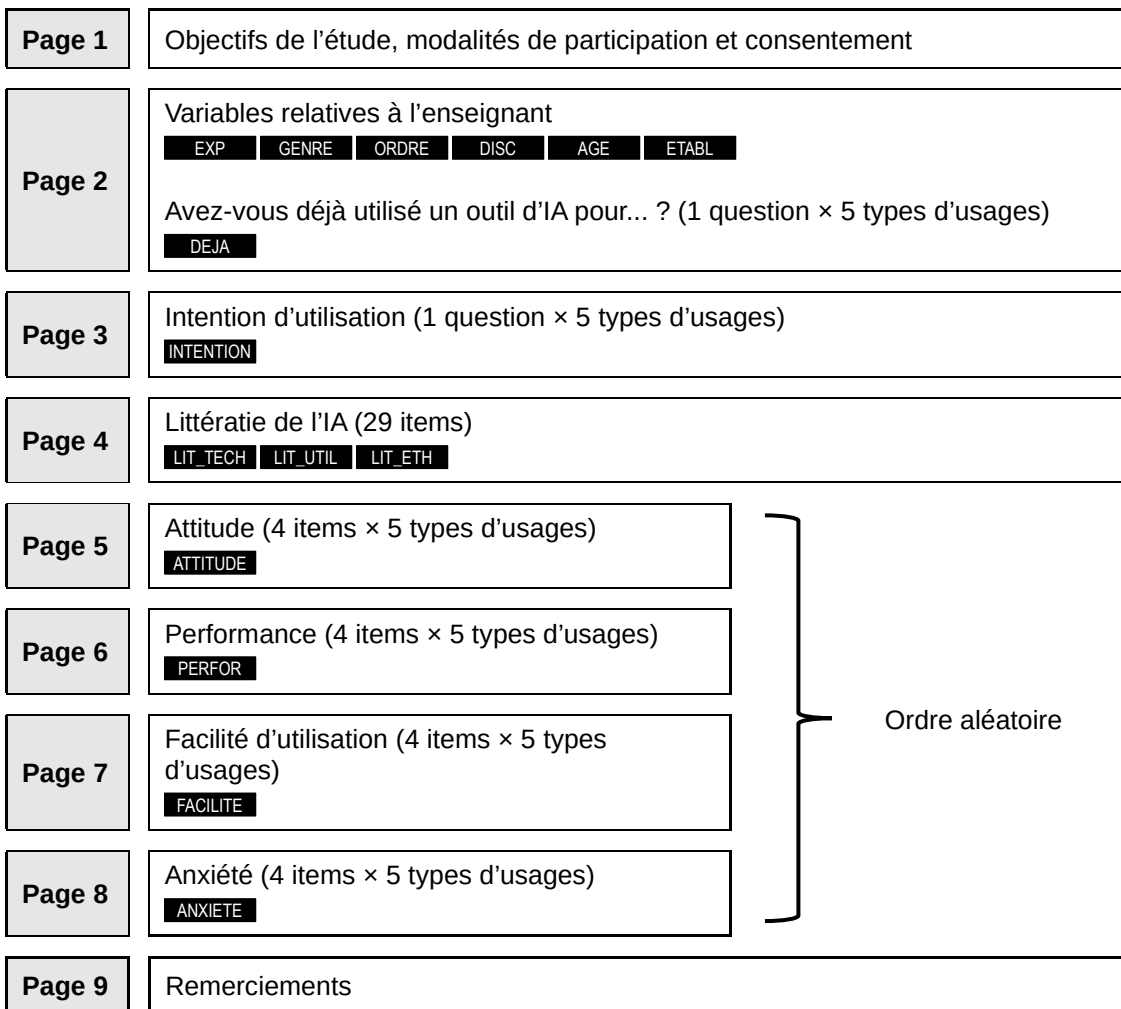 Page 1
Objectifs de l’étude, modalités de participation et consentement
Page 2
Variables relatives à l’enseignant
EXP GENRE ORDRE DISC AGE ETABL
Avez-vous déjà utilisé un outil d’IA pour... ? (1 question × 5 types d’usages)
DEJA
Page 3
Intention d’utilisation (1 question × 5 types d’usages)
INTENTION
Page 4
Littératie de l’IA (29 items)
LIT_TECH LIT_UTIL LIT_ETH
Page 5
Attitude (4 items × 5 types d’usages)
ATTITUDE
Page 6
Performance (4 items × 5 types d’usages)
PERFOR
Page 7
Facilité d’utilisation (4 items × 5 types
d’usages)
FACILITE
Page 8
Anxiété (4 items × 5 types d’usages)
ANXIETE
Ordre aléatoire
Page 9
Remerciements